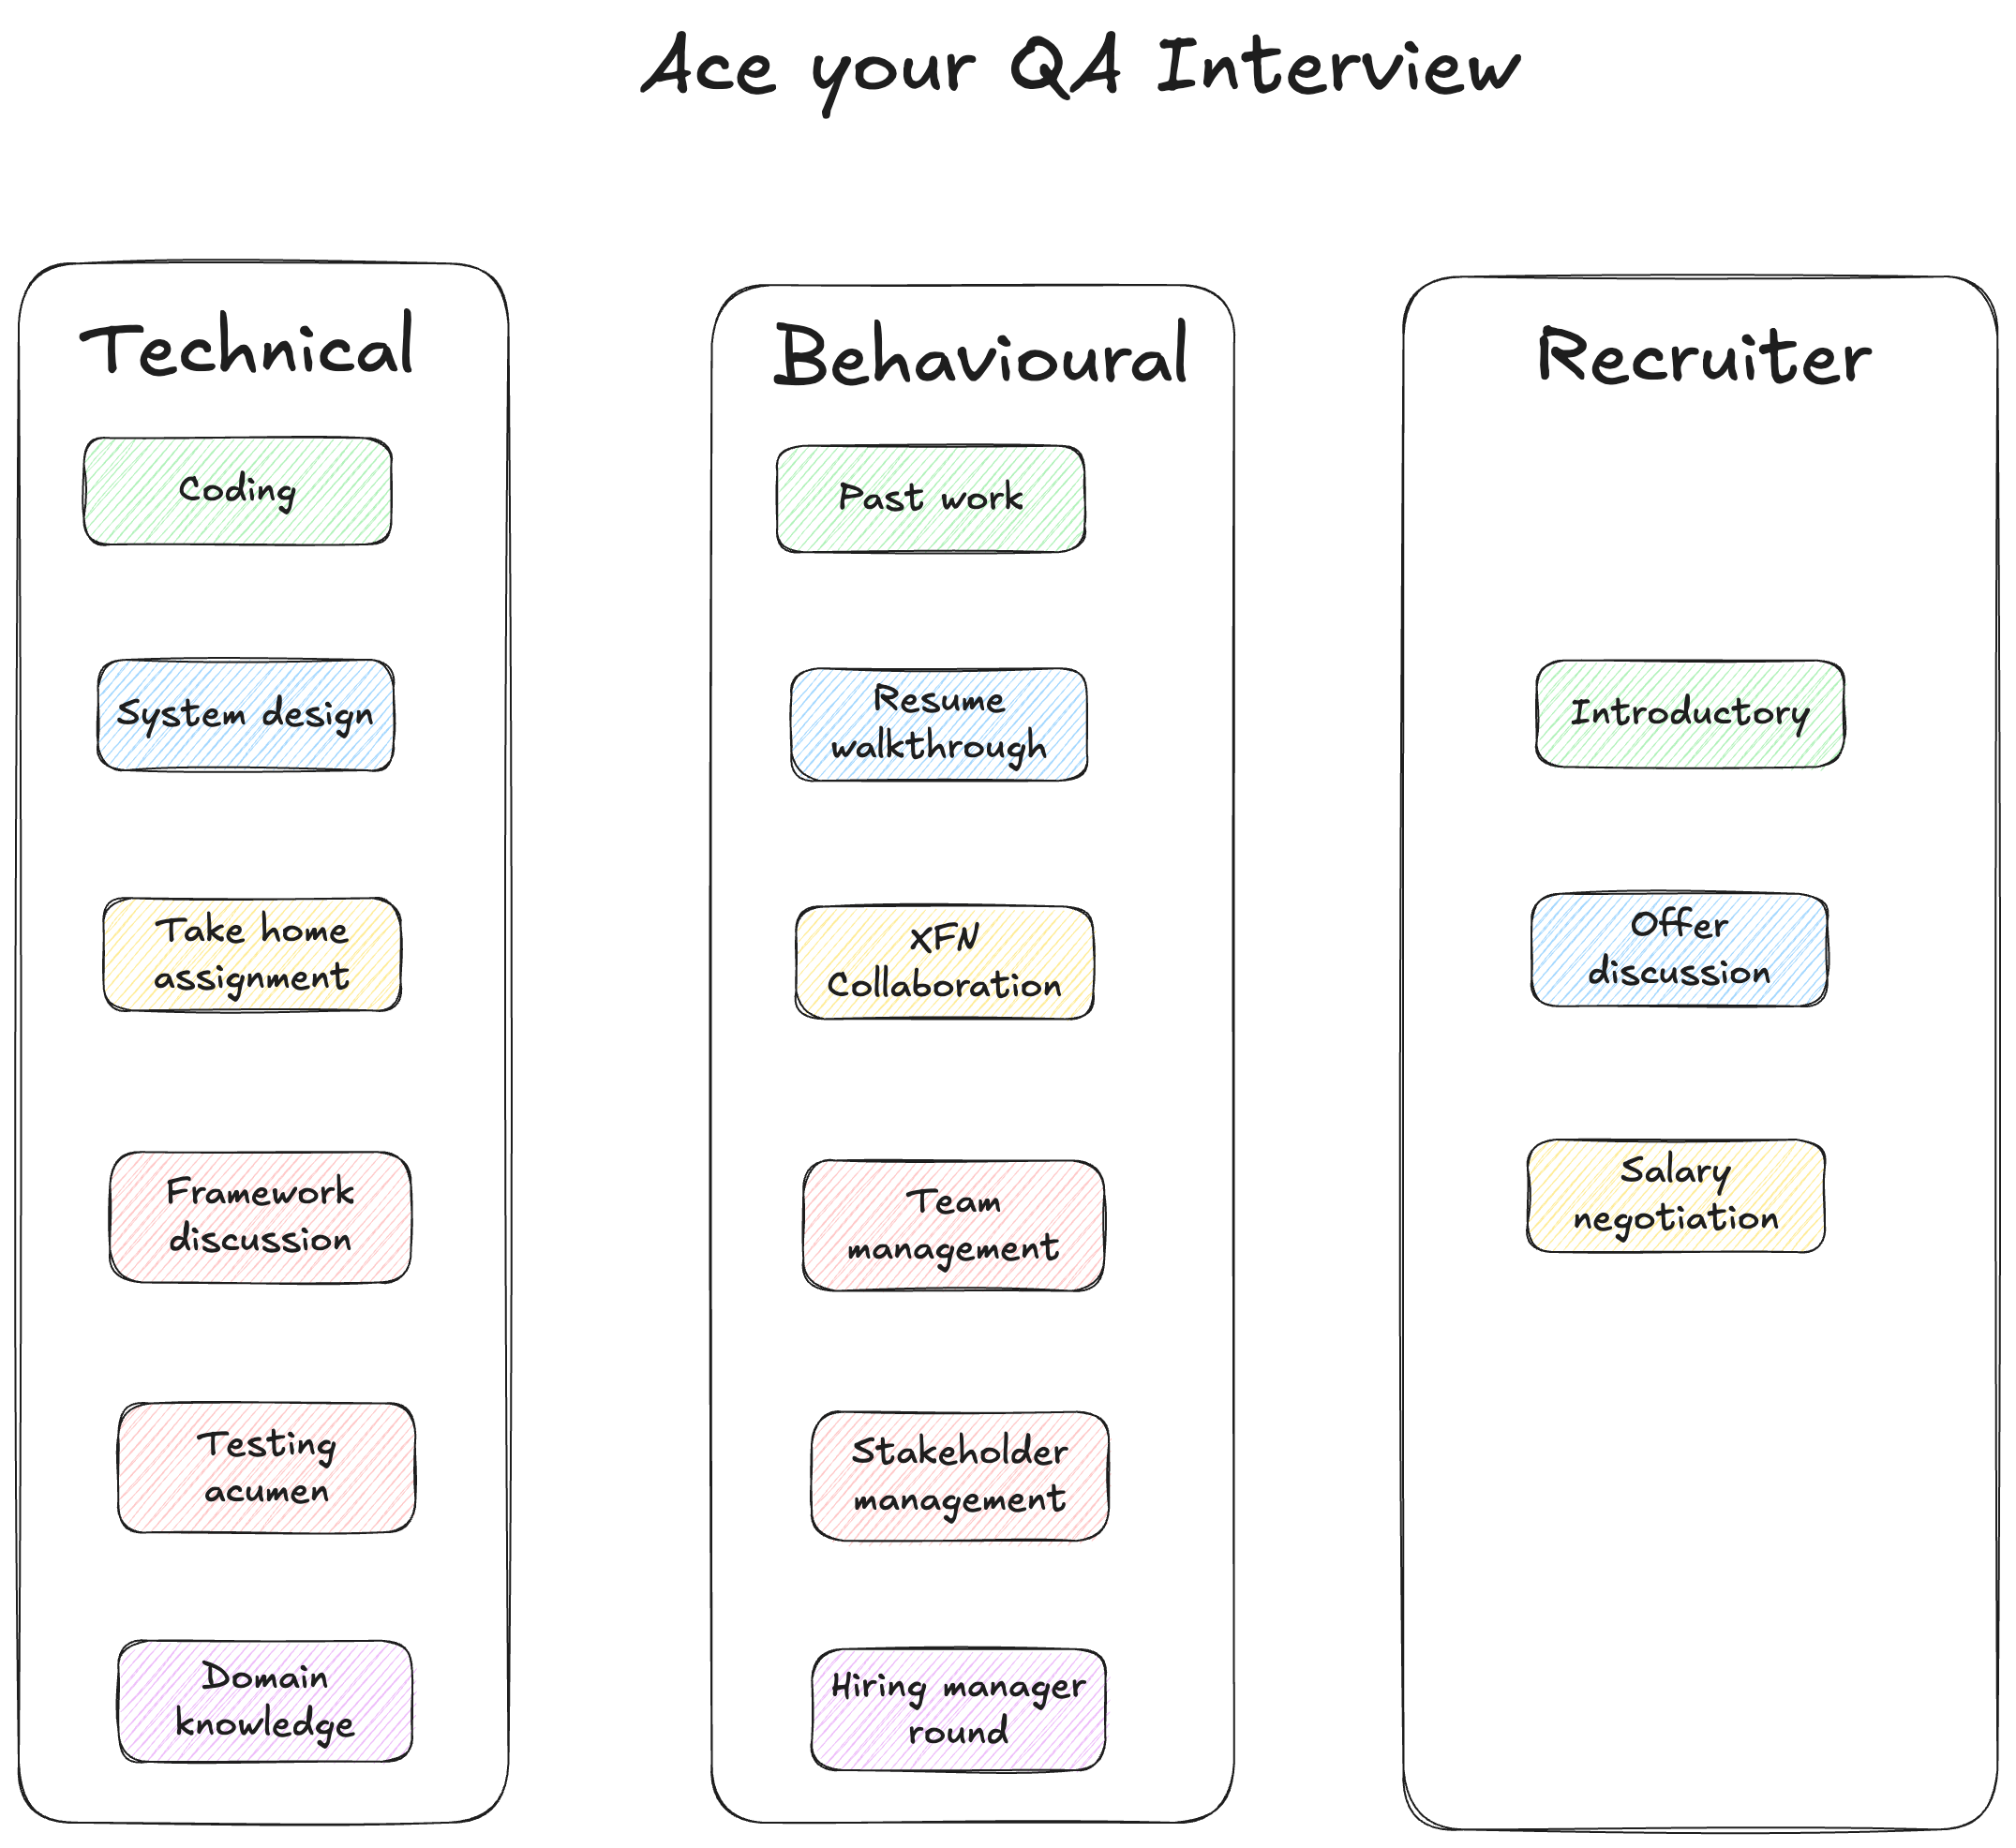 Ace your QA Interview
Technical
Coding
System design
Take home
assignment
Framework
discussion
Testing
acumen
Domain
knowledge
Behavioural
Past work
Resume
walkthrough
XFN
Collaboration
Team
management
Stakeholder
management
Hiring manager
round
Recruiter
Introductory
Offer
discussion
Salary
negotiation